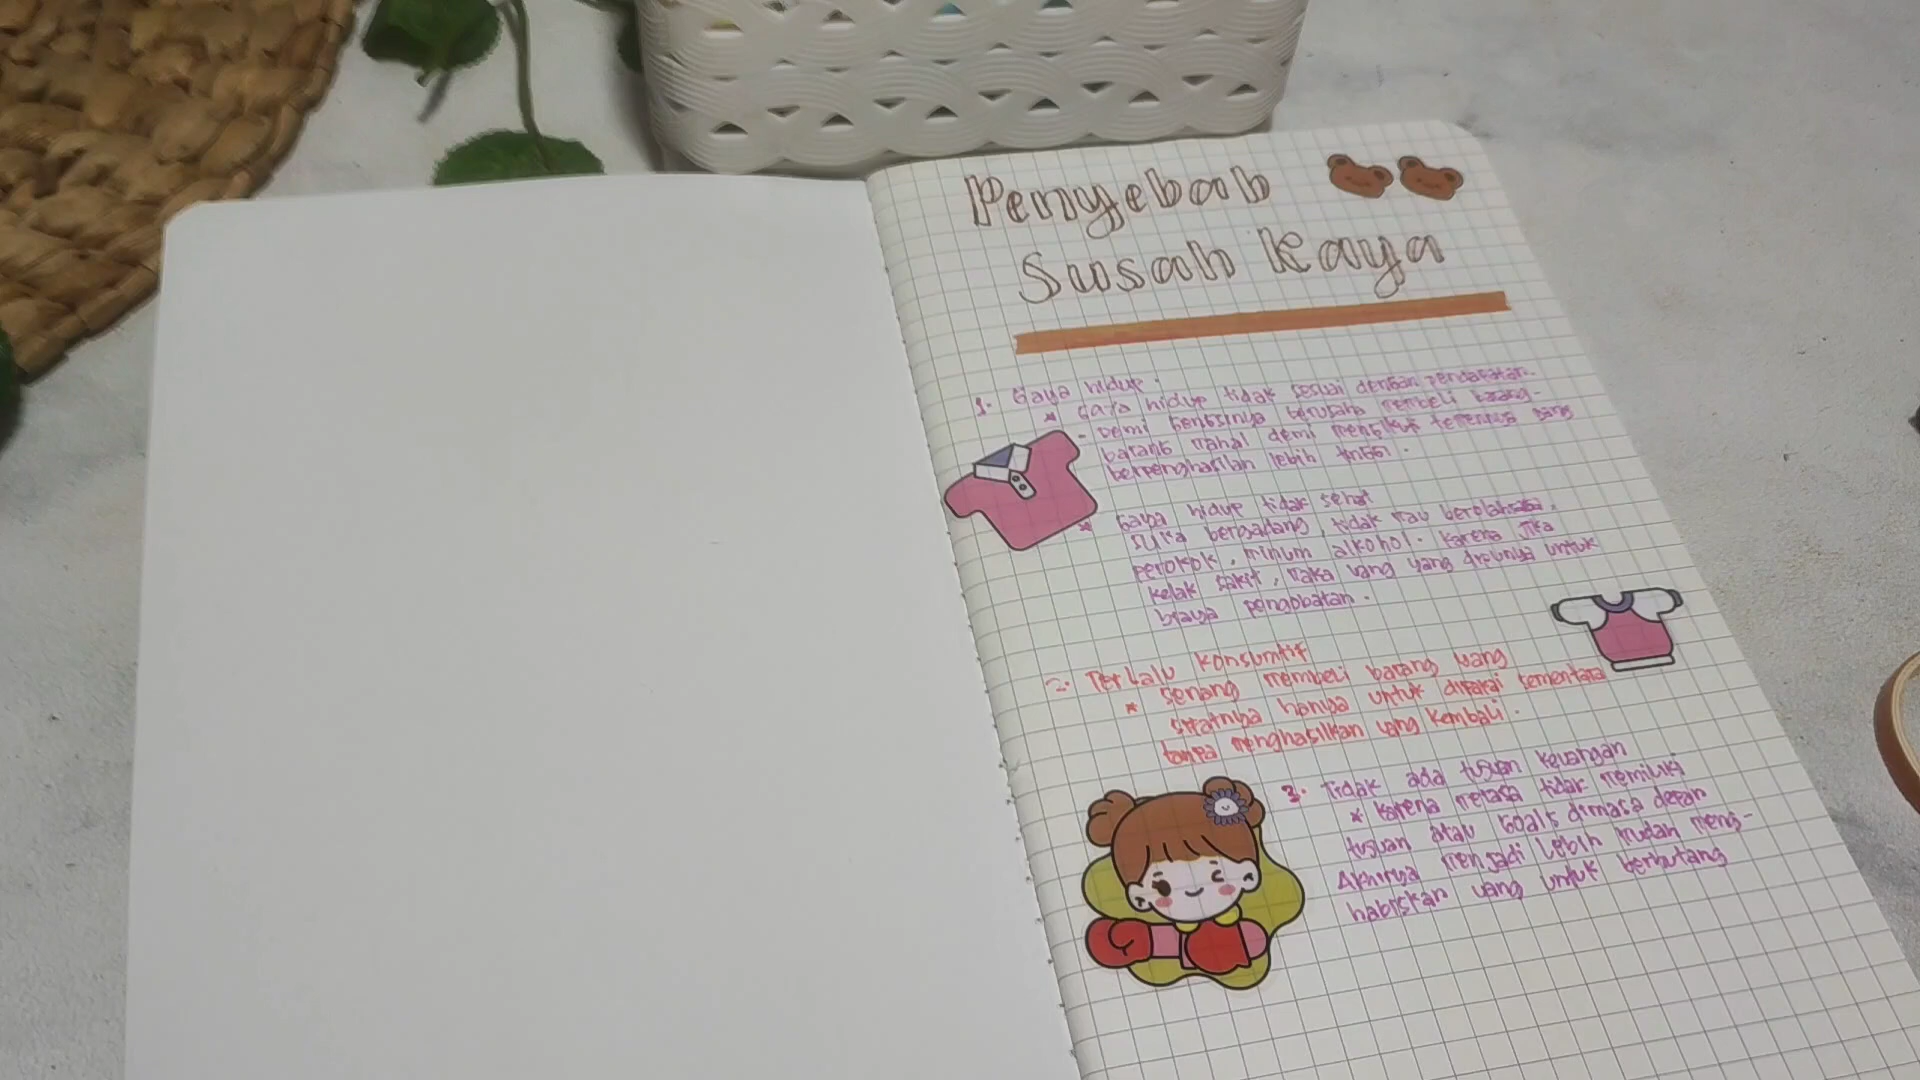 Penyebab
Susah Kaya
1. Gaya hidup.
* Gaya hidup tidak sesuai dengan pendapatan.
- Demi gengsinya berusaha membeli barang-
barang mahal demi mengikuti temennya yang
berpenghasilan lebih tinggi.
* Gaya hidup tidak sehat
suka bergadang, tidak mau berolahraga,
perokok, minum alkohol. Karena jika
kelak sakit, maka uang yang dipunya untuk
biaya pengobatan.
2. Terlalu Konsumtif
* senang membeli barang yang
sifatnya hanya untuk dipakai sementara
tanpa menghasilkan uang kembali.
3. Tidak ada tujuan keuangan
* Karena merasa tidak memiliki
tujuan atau Goals dimasa depan
Akhirnya menjadi lebih mudah meng-
habiskan uang untuk berhutang